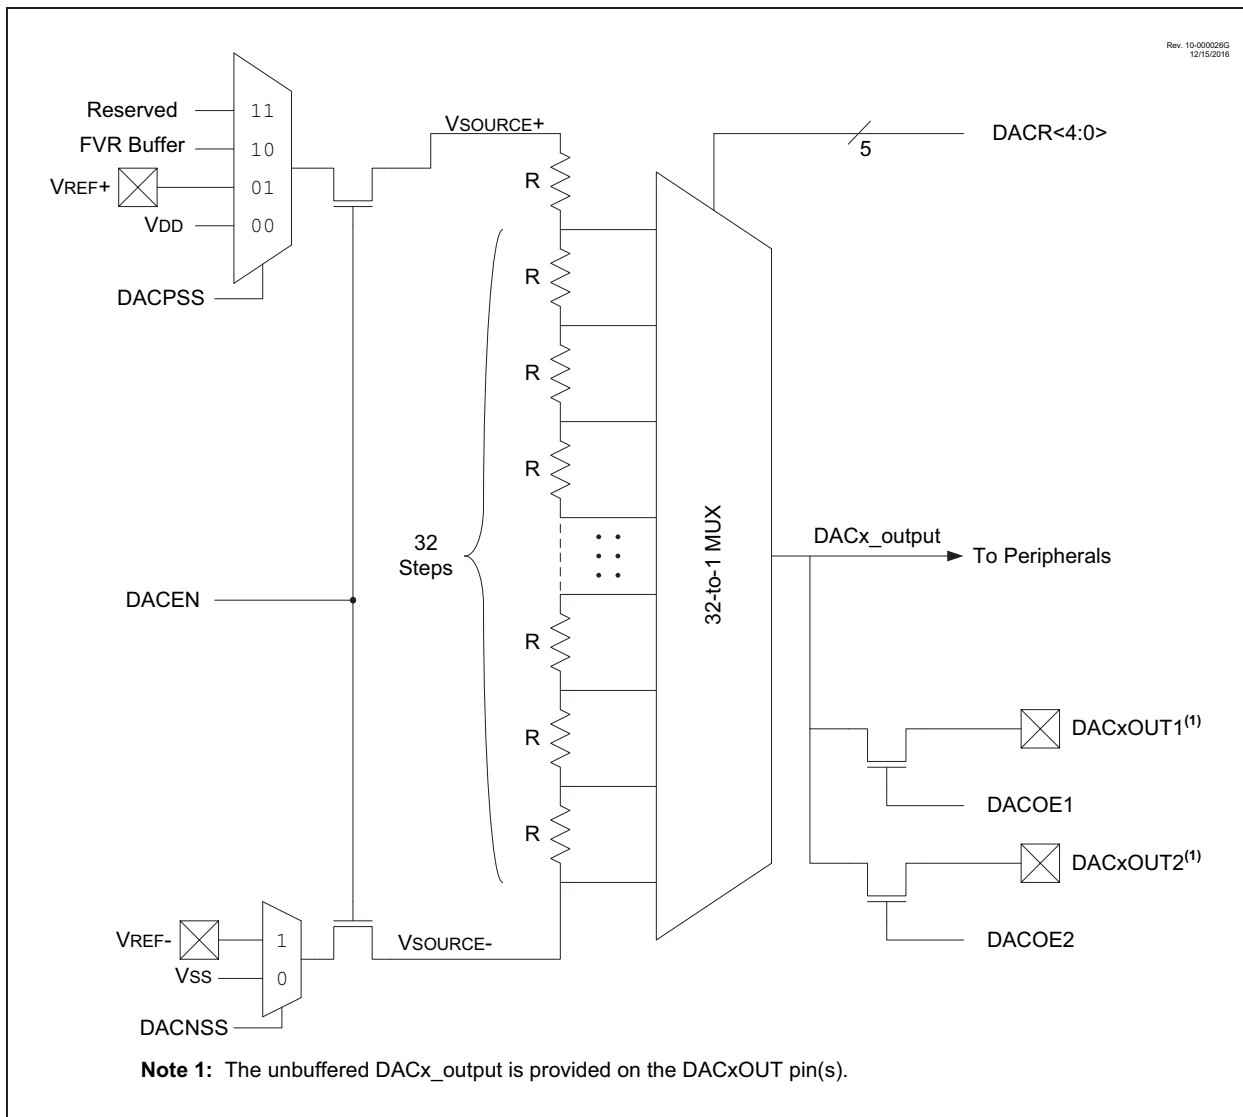 Rev. 10-000026G
12/15/2016
Reserved
11
FVR Buffer
10
VREF+
01
VDD
00
DACPSS
VSOURCE+
R
R
R
R
R
R
R
32
Steps
DACR<4:0>
5
32-to-1 MUX
DACx_output
To Peripherals
DACEN
DACxOUT1(1)
DACOE1
DACxOUT2(1)
DACOE2
VREF-
1
VSS
0
VSOURCE-
DACNSS
Note 1: The unbuffered DACx_output is provided on the DACxOUT pin(s).